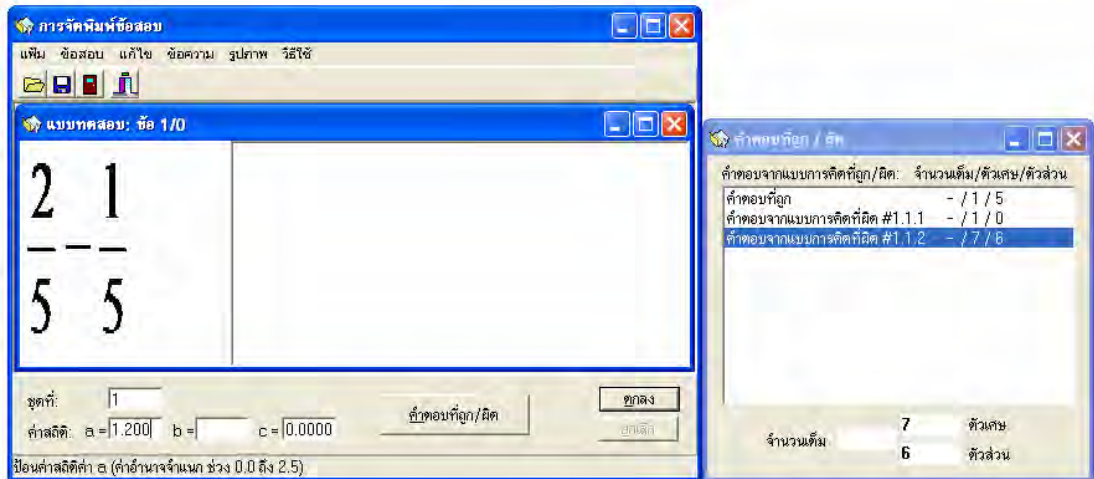 การจัดพิมพ์ข้อสอบ
แฟ้ม ข้อสอบ แก้ไข ข้อความ รูปภาพ วิธีใช้
แบบทดสอบ: ข้อ 1/0
2 1
–
5 5
ชุดที่: 1
ค่าสถิติ: a = 1.200 b = c = 0.0000
คำตอบที่ถูก/ผิด
ตกลง
ยกเลิก
ป้อนค่าสถิติค่า a (ค่าอำนาจจำแนก ช่วง 0.0 ถึง 2.5)
คำตอบที่ถูก / ผิด
คำตอบจากแบบการคิดที่ถูก/ผิด: จำนวนเต็ม/ตัวเศษ/ตัวส่วน
คำตอบที่ถูก - / 1 / 5
คำตอบจากแบบการคิดที่ผิด #1.1.1 - / 1 / 0
คำตอบจากแบบการคิดที่ผิด #1.1.2 - / 7 / 6
7 ตัวเศษ
จำนวนเต็ม
6 ตัวส่วน